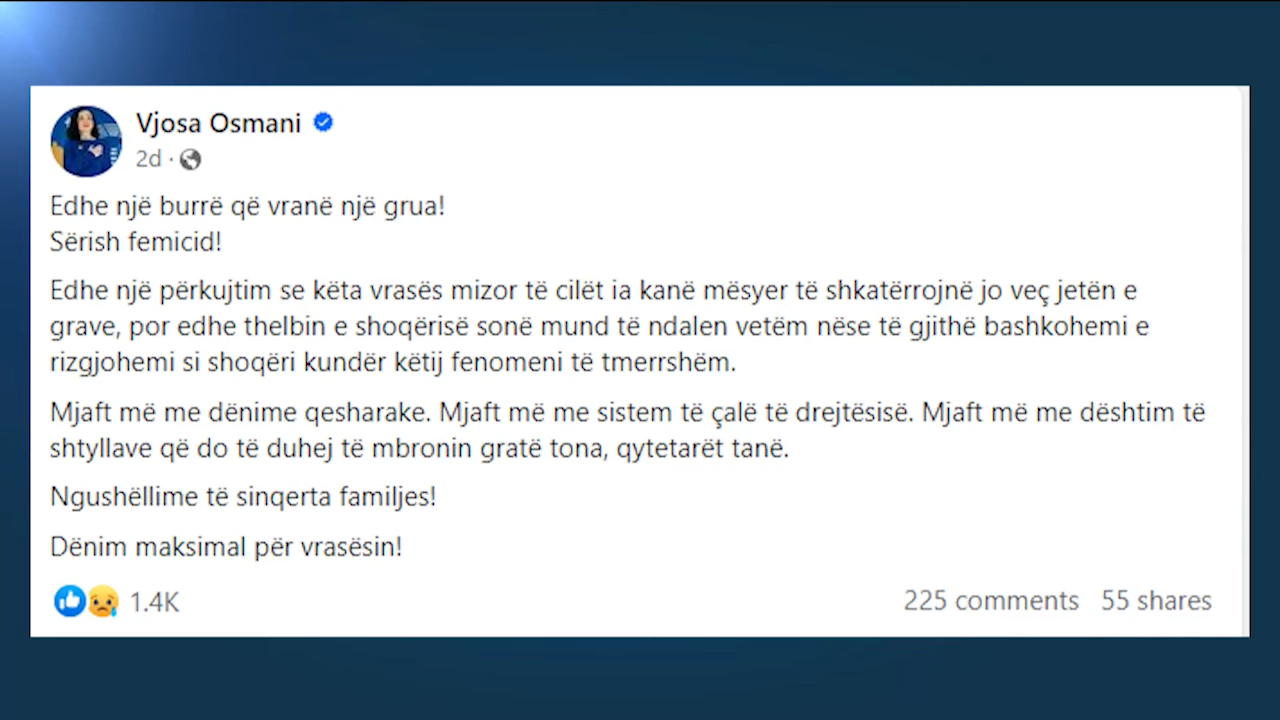 Vjosa Osmani
2d ·
Edhe një burrë që vranë një grua!
Sërish femicid!
Edhe një përkujtim se këta vrasës mizor të cilët ia kanë mësyer të shkatërrojnë jo veç jetën e
grave, por edhe thelbin e shoqërisë sonë mund të ndalen vetëm nëse të gjithë bashkohemi e
rizgjohemi si shoqëri kundër këtij fenomeni të tmerrshëm.
Mjaft më me dënime qesharake. Mjaft më me sistem të çalë të drejtësisë. Mjaft më me dështim të
shtyllave që do të duhej të mbronin gratë tona, qytetarët tanë.
Ngushëllime të sinqerta familjes!
Dënim maksimal për vrasësin!
1.4K 225 comments 55 shares